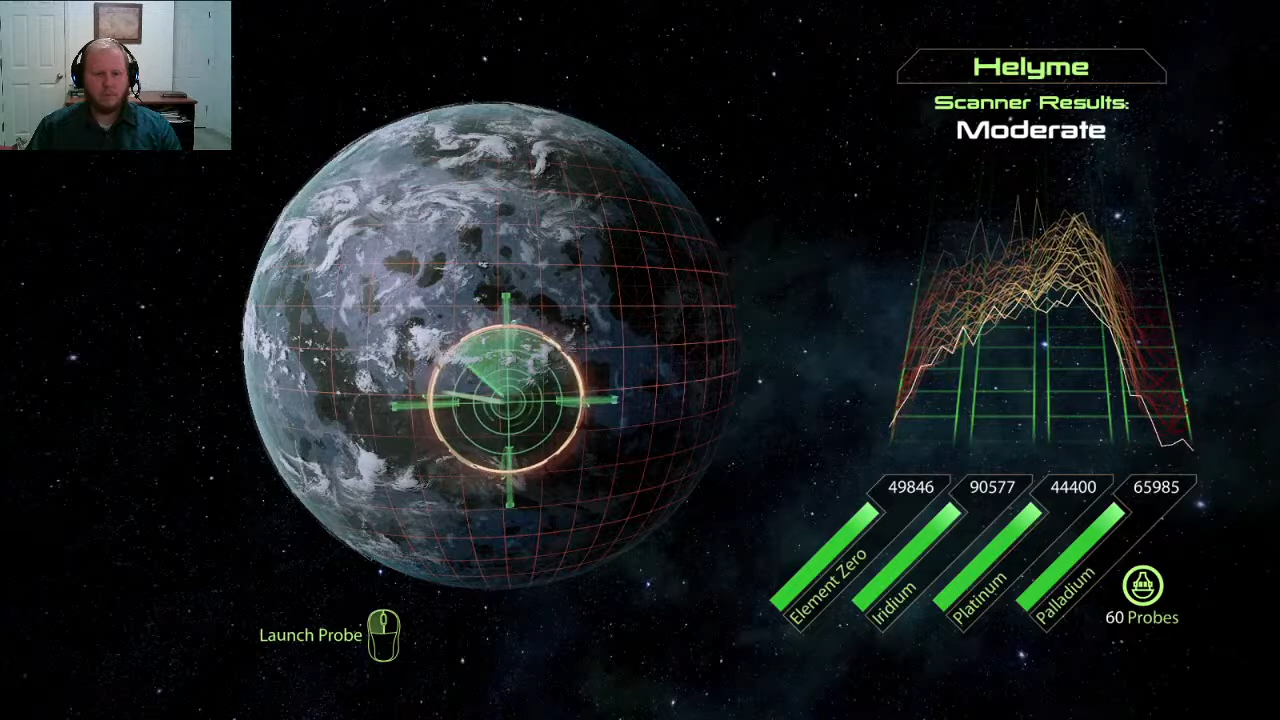 Helyme
Scanner Results:
Moderate
49846 90577 44400 65985
Element Zero
Iridium
Platinum
Palladium
60 Probes
Launch Probe